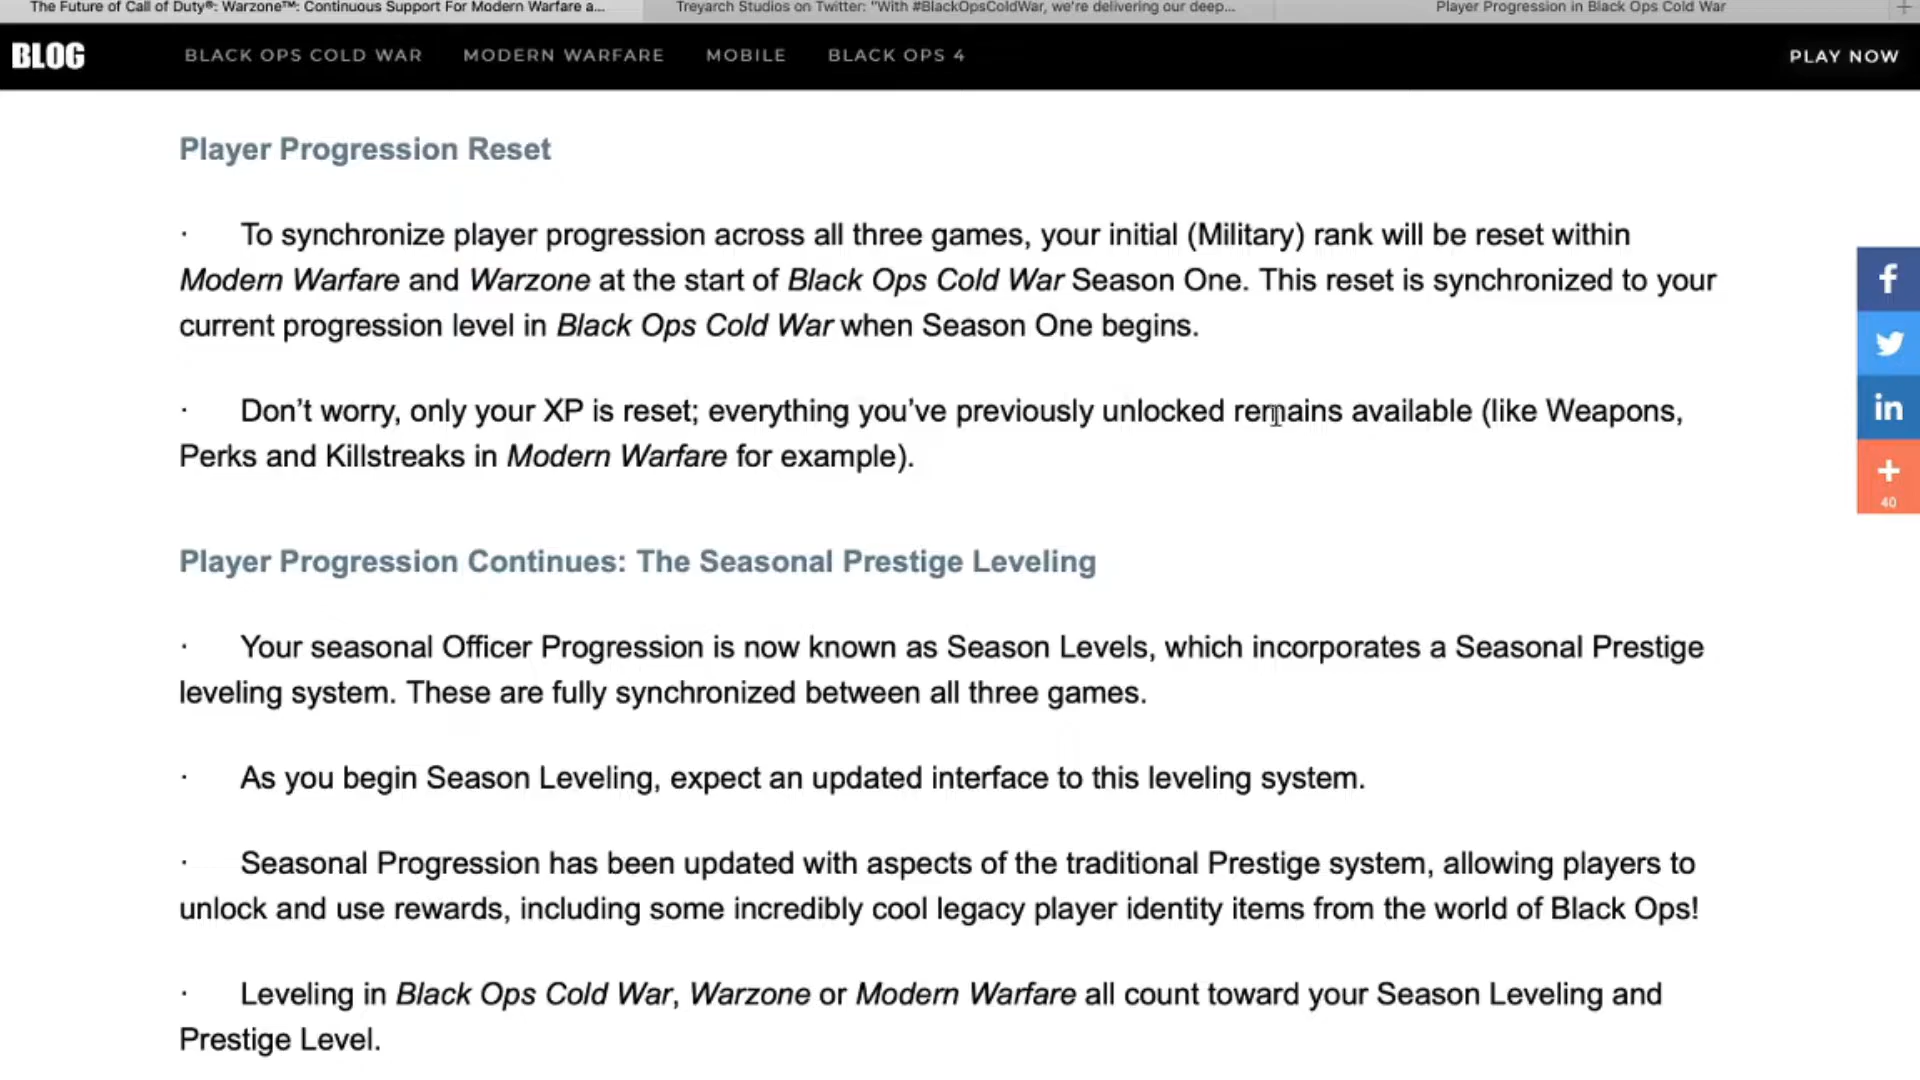 The Future of Call of Duty®: Warzone™: Continuous Support For Modern Warfare a...
Treyarch Studios on Twitter: "With #BlackOpsColdWar, we're delivering our deep...
Player Progression in Black Ops Cold War
+
BLOG
BLACK OPS COLD WAR
MODERN WARFARE
MOBILE
BLACK OPS 4
PLAY NOW
Player Progression Reset
· To synchronize player progression across all three games, your initial (Military) rank will be reset within
Modern Warfare and Warzone at the start of Black Ops Cold War Season One. This reset is synchronized to your
current progression level in Black Ops Cold War when Season One begins.
· Don't worry, only your XP is reset; everything you've previously unlocked remains available (like Weapons,
Perks and Killstreaks in Modern Warfare for example).
Player Progression Continues: The Seasonal Prestige Leveling
· Your seasonal Officer Progression is now known as Season Levels, which incorporates a Seasonal Prestige
leveling system. These are fully synchronized between all three games.
· As you begin Season Leveling, expect an updated interface to this leveling system.
· Seasonal Progression has been updated with aspects of the traditional Prestige system, allowing players to
unlock and use rewards, including some incredibly cool legacy player identity items from the world of Black Ops!
· Leveling in Black Ops Cold War, Warzone or Modern Warfare all count toward your Season Leveling and
Prestige Level.
f
in
+
40